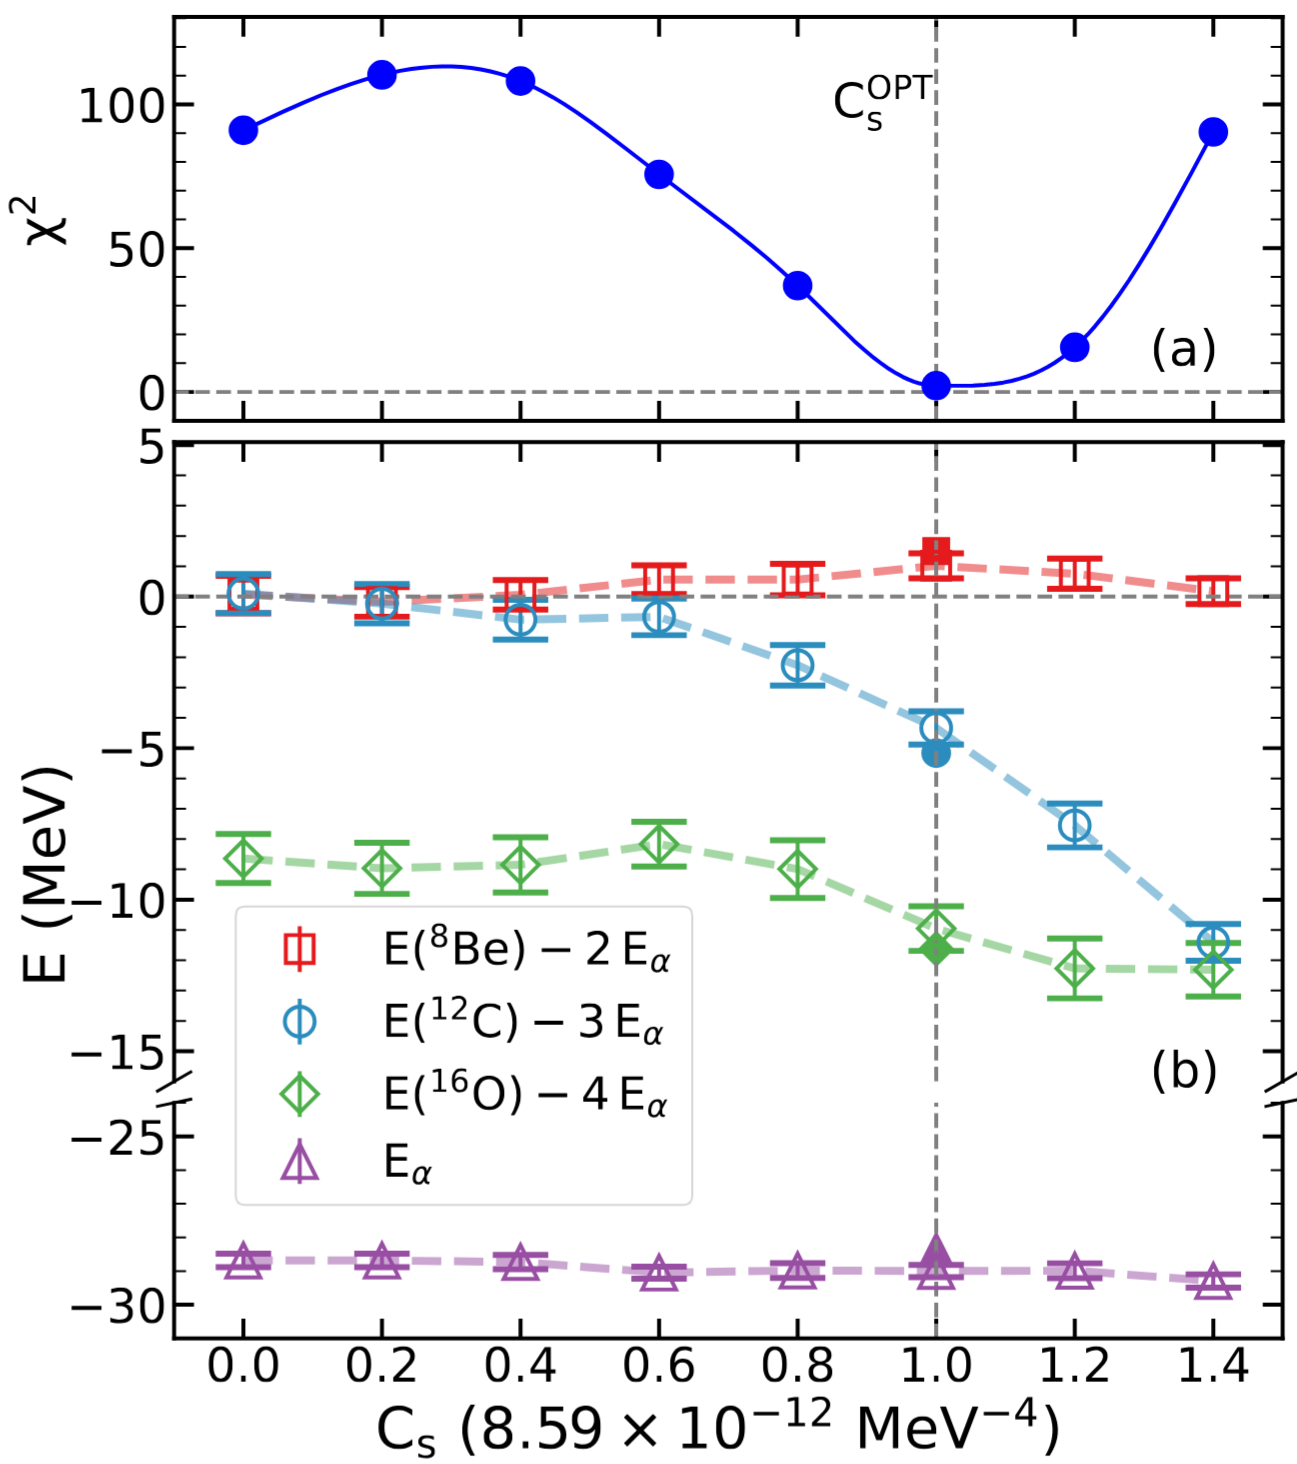 100
50
0
χ²
C_s^OPT
(a)
5
0
−5
−10
−15
−25
−30
E (MeV)
E(⁸Be) − 2 E_α
E(¹²C) − 3 E_α
E(¹⁶O) − 4 E_α
E_α
(b)
0.0 0.2 0.4 0.6 0.8 1.0 1.2 1.4
C_s (8.59 × 10⁻¹² MeV⁻⁴)